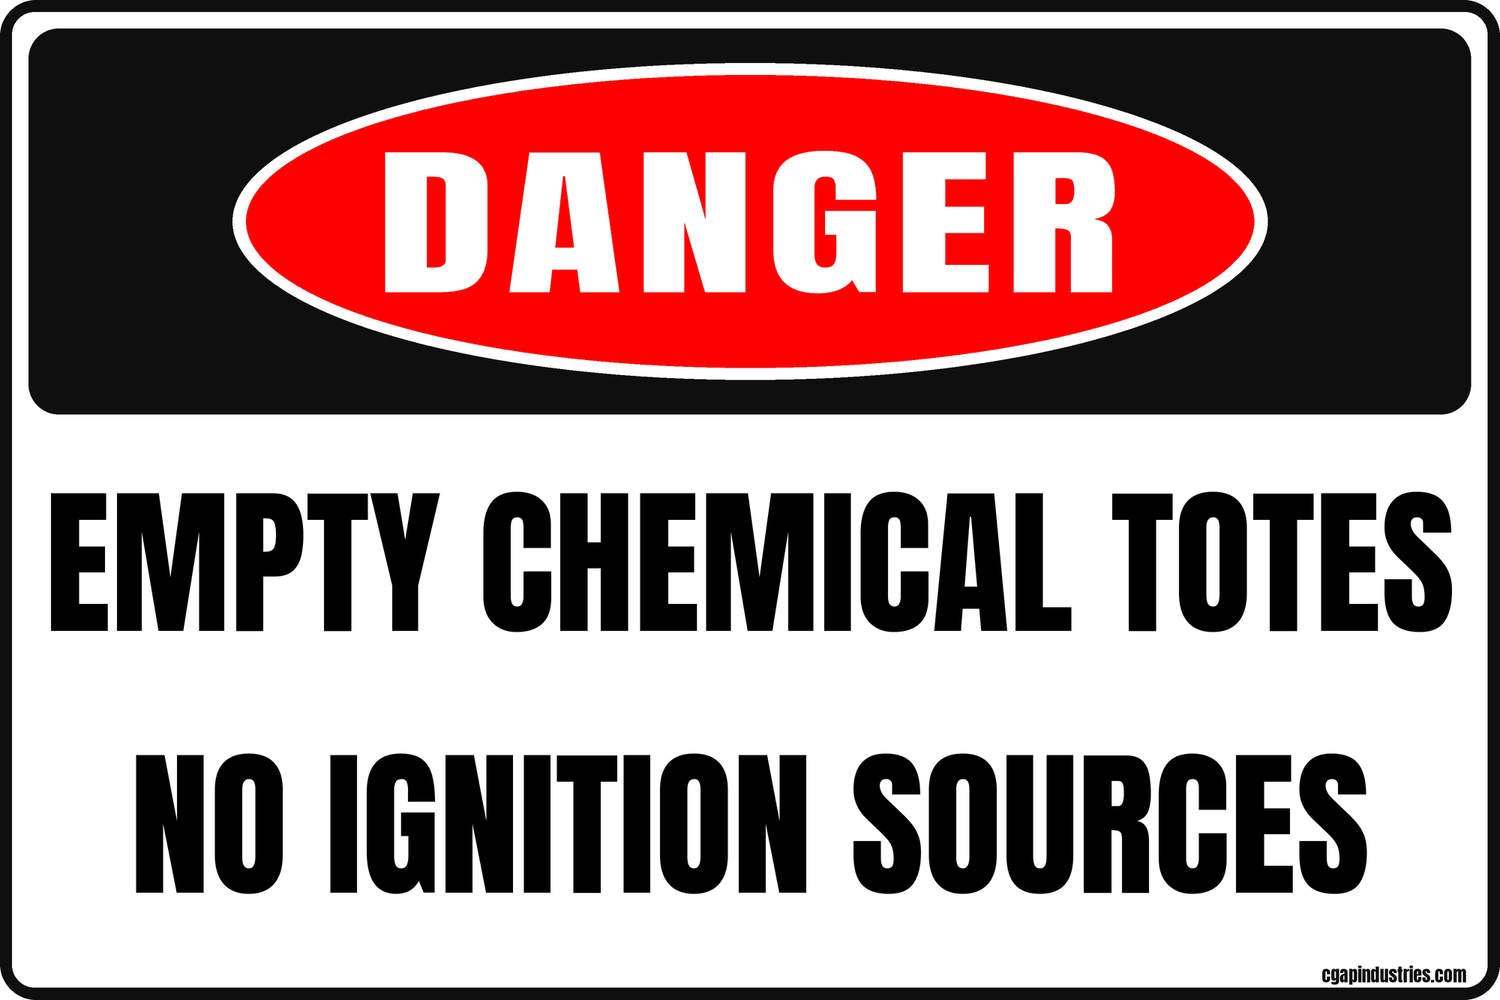 DANGER
EMPTY CHEMICAL TOTES
NO IGNITION SOURCES
cgapindustries.com